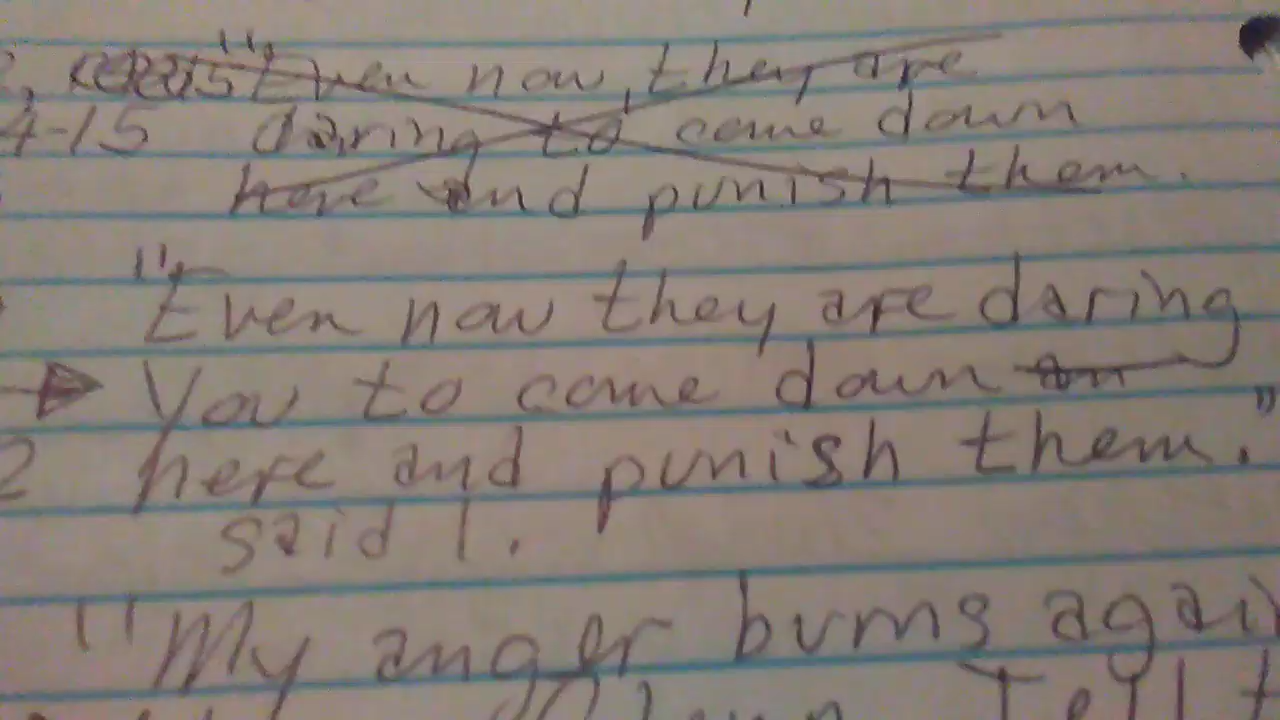 "Even now, they are
4-15 daring to come down
here and punish them.
"Even now they are daring
You to come down
2 here and punish them."
said I.
"My anger burns agai
Tell t